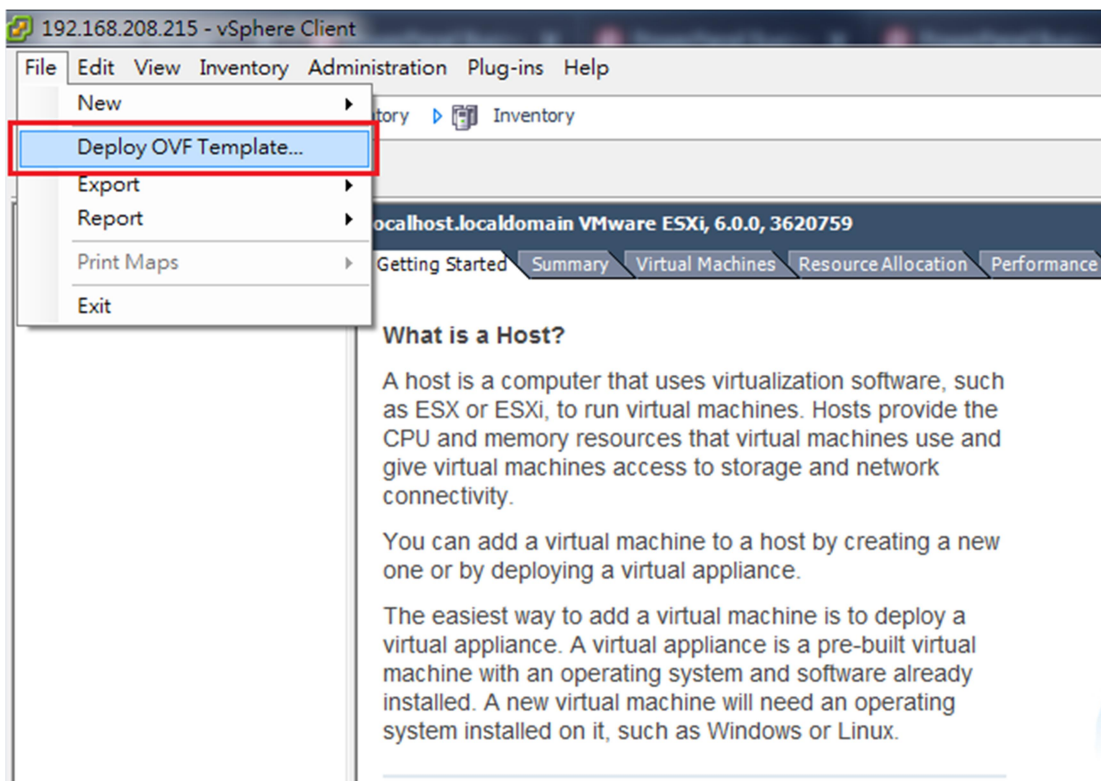 192.168.208.215 - vSphere Client
File Edit View Inventory Administration Plug-ins Help
New
tory Inventory
Deploy OVF Template...
Export
Report
Print Maps
Exit
ocalhost.localdomain VMware ESXi, 6.0.0, 3620759
Getting Started Summary Virtual Machines Resource Allocation Performance
What is a Host?
A host is a computer that uses virtualization software, such
as ESX or ESXi, to run virtual machines. Hosts provide the
CPU and memory resources that virtual machines use and
give virtual machines access to storage and network
connectivity.
You can add a virtual machine to a host by creating a new
one or by deploying a virtual appliance.
The easiest way to add a virtual machine is to deploy a
virtual appliance. A virtual appliance is a pre-built virtual
machine with an operating system and software already
installed. A new virtual machine will need an operating
system installed on it, such as Windows or Linux.